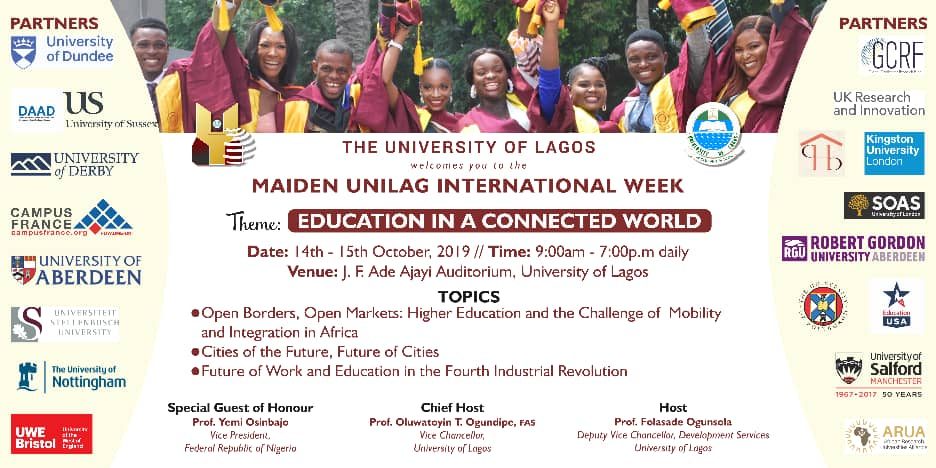 PARTNERS
University
of Dundee
DAAD
US
University of Sussex
UNIVERSITY
of DERBY
CAMPUS
FRANCE
campusfrance.org
UNIVERSITY OF
ABERDEEN
UNIVERSITEIT
STELLENBOSCH
UNIVERSITY
The University of
Nottingham
UWE
Bristol
University
of the
West of
England
THE UNIVERSITY OF LAGOS
welcomes you to the
MAIDEN UNILAG INTERNATIONAL WEEK
Theme: EDUCATION IN A CONNECTED WORLD
Date: 14th - 15th October, 2019 // Time: 9:00am - 7:00p.m daily
Venue: J. F. Ade Ajayi Auditorium, University of Lagos
TOPICS
●Open Borders, Open Markets: Higher Education and the Challenge of Mobility
and Integration in Africa
●Cities of the Future, Future of Cities
●Future of Work and Education in the Fourth Industrial Revolution
Special Guest of Honour
Prof. Yemi Osinbajo
Vice President,
Federal Republic of Nigeria
Chief Host
Prof. Oluwatoyin T. Ogundipe, FAS
Vice Chancellor,
University of Lagos
Host
Prof. Folasade Ogunsola
Deputy Vice Chancellor, Development Services
University of Lagos
PARTNERS
GCRF
UK Research
and Innovation
Kingston
University
London
SOAS
University of London
RGU
ROBERT GORDON
UNIVERSITY ABERDEEN
Education
USA
University of
Salford
MANCHESTER
1967•2017 50 YEARS
ARUA
African Research
Universities Alliance